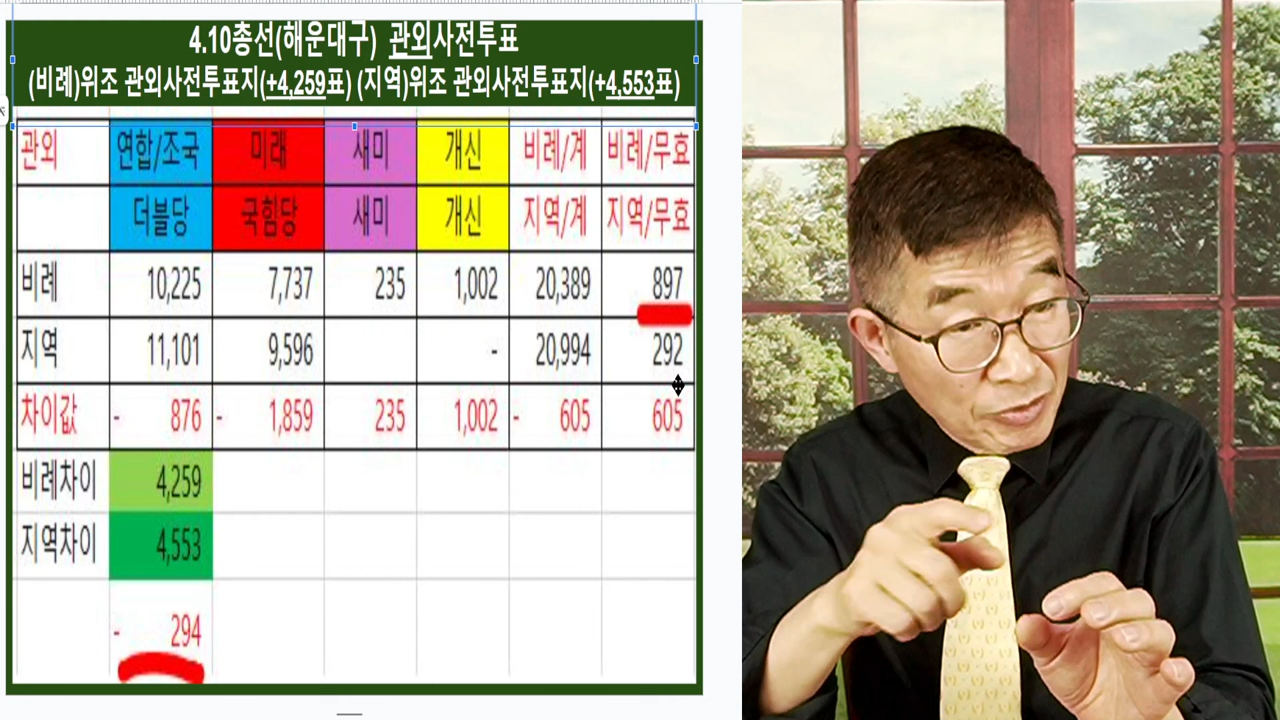 4.10총선(해운대구) 관외사전투표
(비례)위조 관외사전투표지(+4,259표) (지역)위조 관외사전투표지(+4,553표)
관외 연합/조국 미래 새미 개신 비례/계 비례/무효
더블당 국힘당 새미 개신 지역/계 지역/무효
비례 10,225 7,737 235 1,002 20,389 897
지역 11,101 9,596 - 20,994 292
차이값 - 876 - 1,859 235 1,002 - 605 605
비례차이 4,259
지역차이 4,553
- 294